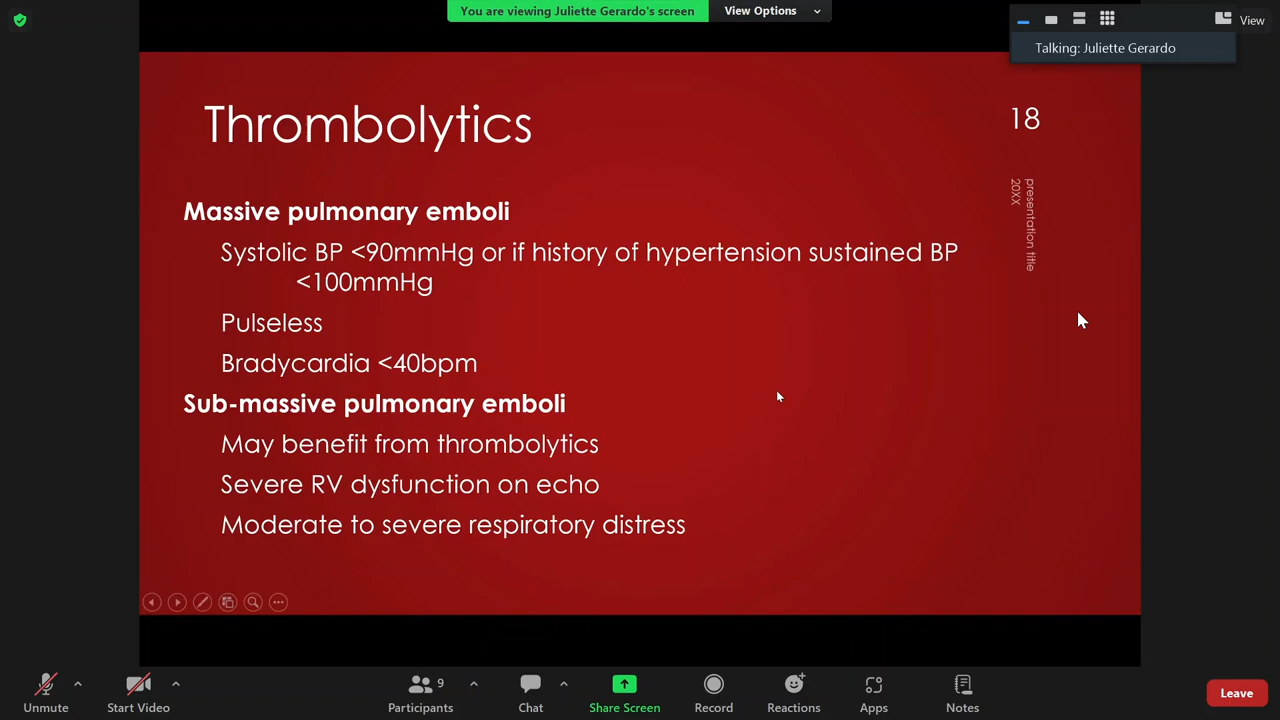 You are viewing Juliette Gerardo's screen
View Options
View
Talking: Juliette Gerardo
Thrombolytics
18
presentation title
20XX
Massive pulmonary emboli
Systolic BP <90mmHg or if history of hypertension sustained BP
<100mmHg
Pulseless
Bradycardia <40bpm
Sub-massive pulmonary emboli
May benefit from thrombolytics
Severe RV dysfunction on echo
Moderate to severe respiratory distress
Unmute
Start Video
9
Participants
Chat
Share Screen
Record
Reactions
Apps
Notes
Leave